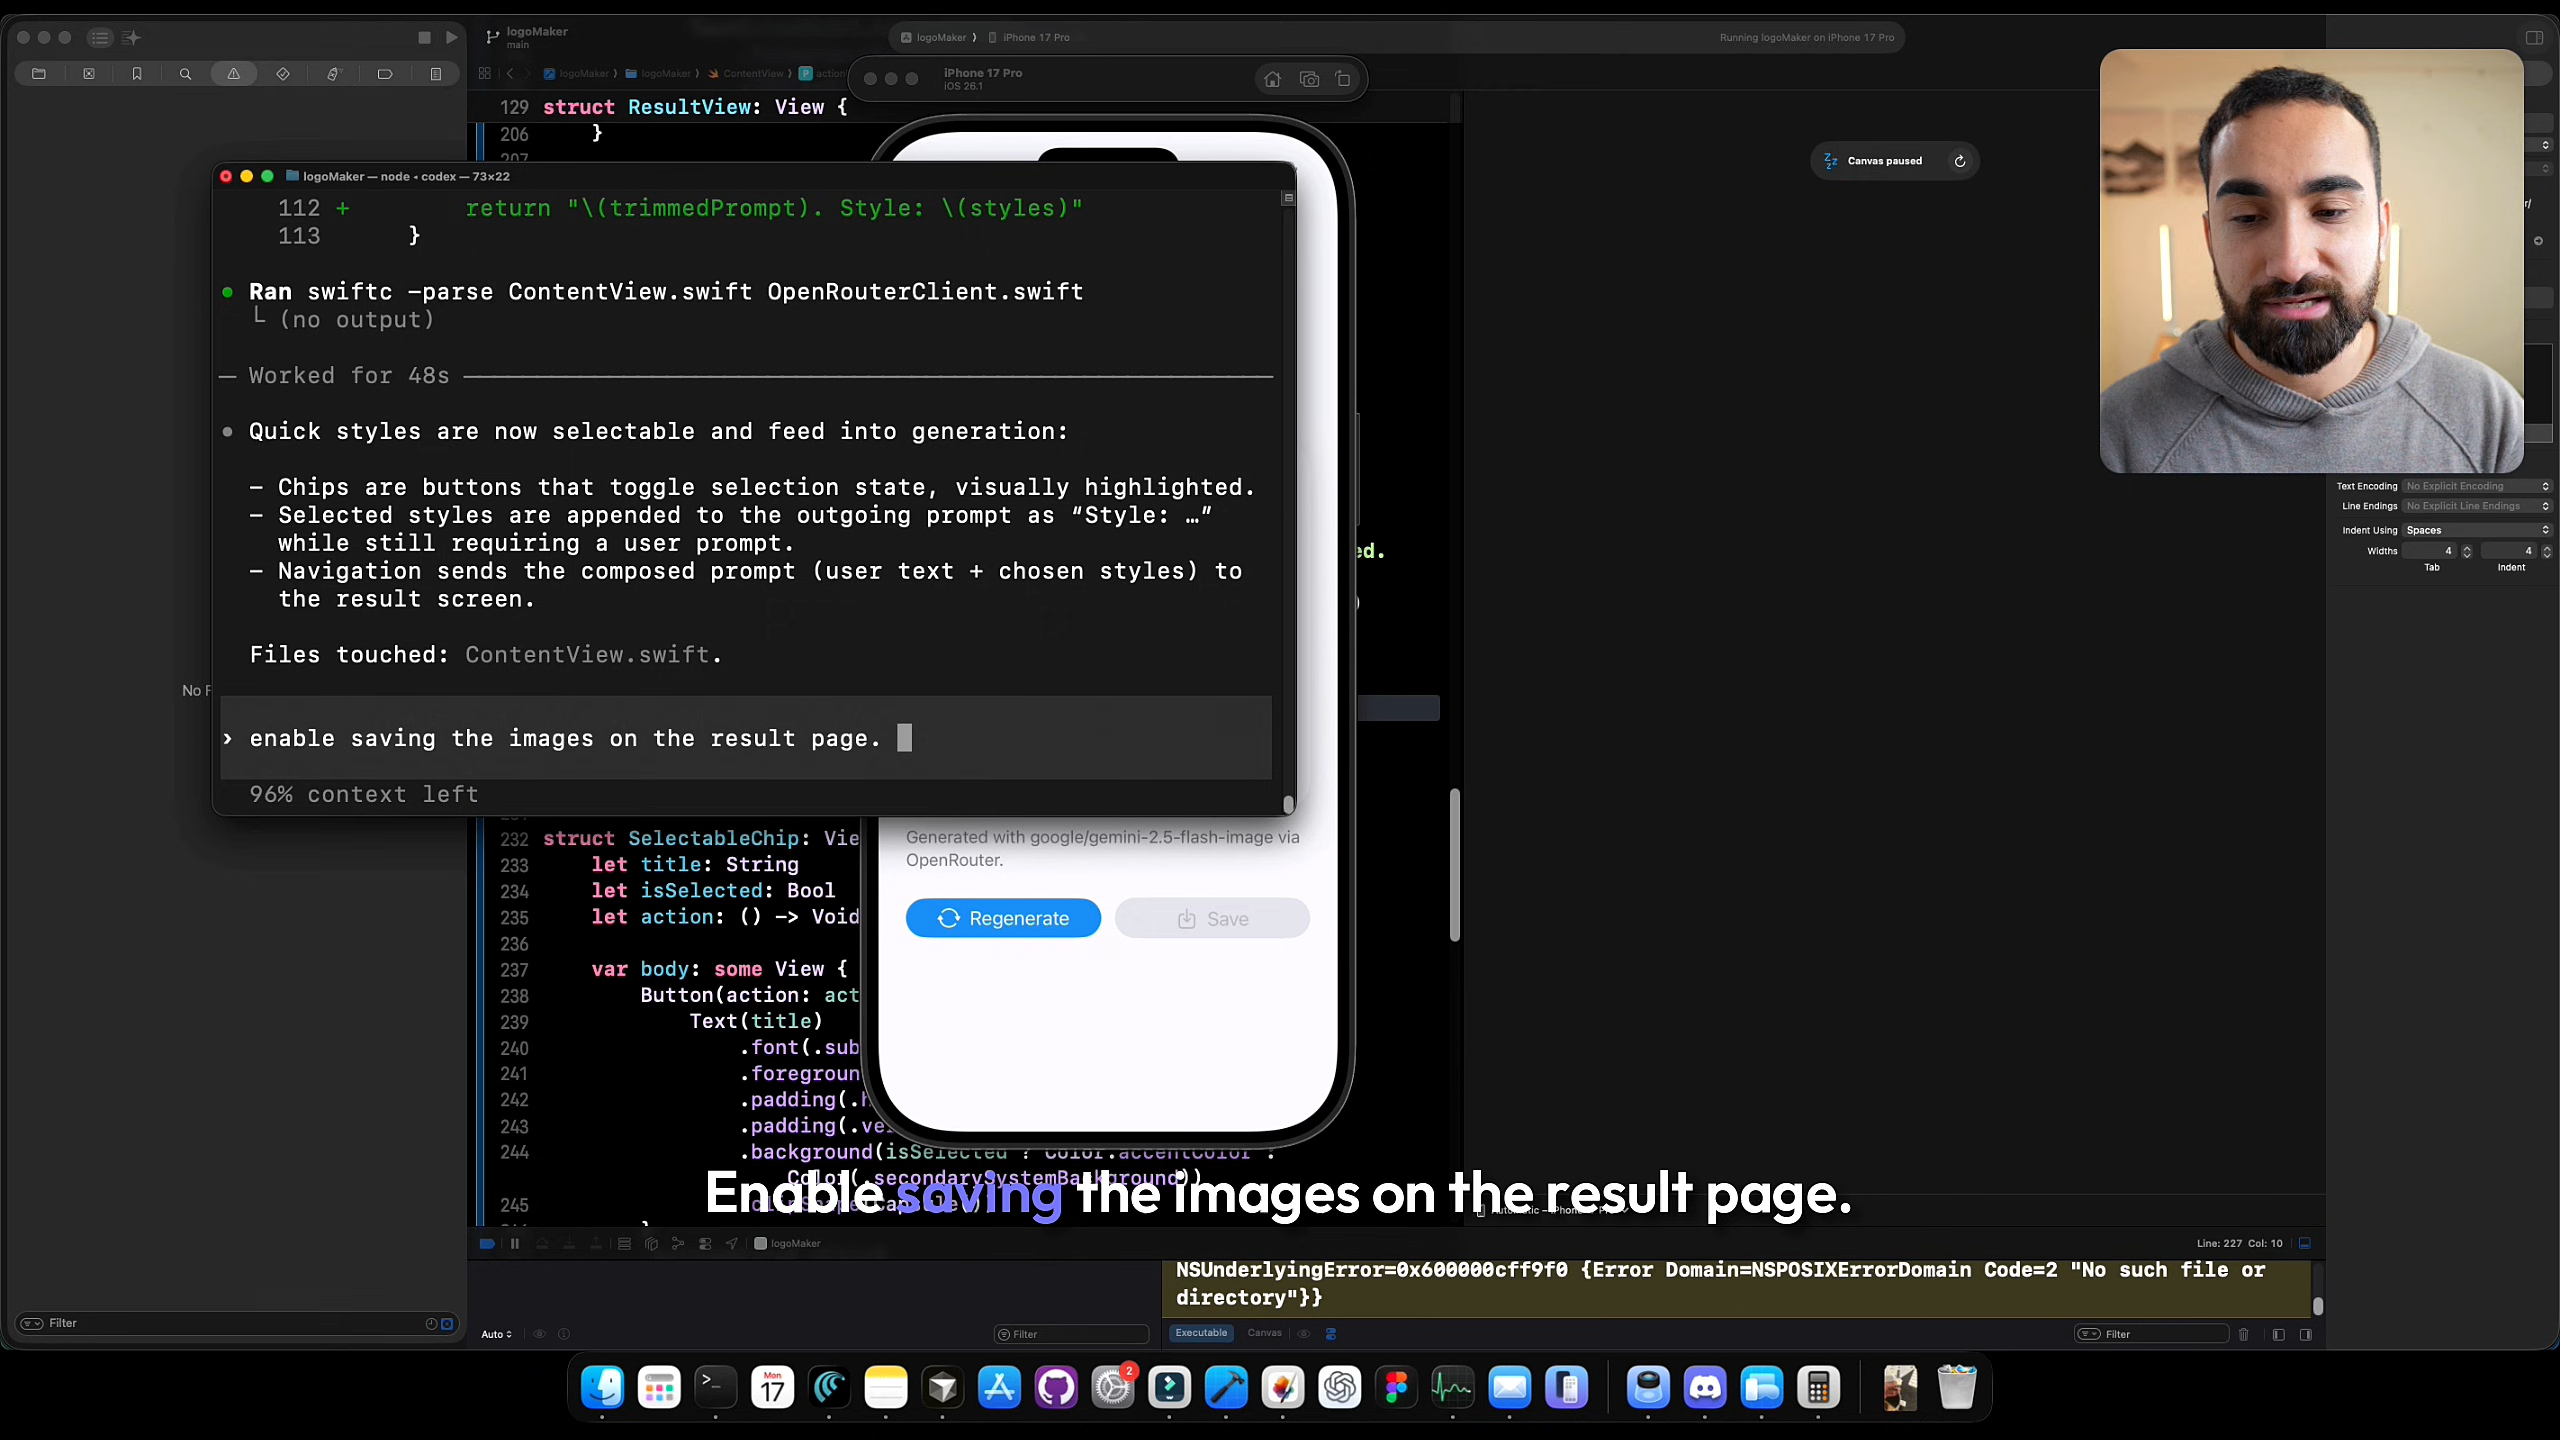 logoMaker
main
logoMaker
iPhone 17 Pro
Running logoMaker on iPhone 17 Pro
logoMaker
logoMaker
ContentView
iPhone 17 Pro
iOS 26.1
129 struct ResultView: View {
206 }
207
Canvas paused
logoMaker — node ◂ codex — 73×22
112 + return "\(trimmedPrompt). Style: \(styles)"
113 }
• Ran swiftc –parse ContentView.swift OpenRouterClient.swift
└ (no output)
— Worked for 48s
• Quick styles are now selectable and feed into generation:
– Chips are buttons that toggle selection state, visually highlighted.
– Selected styles are appended to the outgoing prompt as “Style: …”
while still requiring a user prompt.
– Navigation sends the composed prompt (user text + chosen styles) to
the result screen.
Files touched: ContentView.swift.
› enable saving the images on the result page.
96% context left
ed.
)
No F
Text Encoding No Explicit Encoding
Line Endings No Explicit Line Endings
Indent Using Spaces
Widths 4 4
Tab Indent
232 struct SelectableChip: Vie
233 let title: String
234 let isSelected: Bool
235 let action: () –> Void
236
237 var body: some View {
238 Button(action: act
239 Text(title)
240 .font(.sub
241 .foregroun
242 .padding(.h
243 .padding(.ve
244 .background(isSelected ? Color.accentColor :
Color(.secondarySystemBackground))
245
Generated with google/gemini-2.5-flash-image via
OpenRouter.
Regenerate
Save
Enable saving the images on the result page.
logoMaker
Line: 227 Col: 10
NSUnderlyingError=0x600000cff9f0 {Error Domain=NSPOSIXErrorDomain Code=2 "No such file or
directory"}}
Filter
Auto
Filter
Executable
Canvas
Filter
Mon
17
2